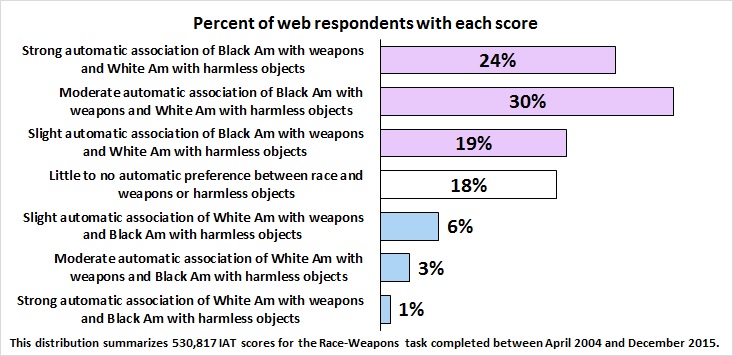 Percent of web respondents with each score
Strong automatic association of Black Am with weapons
and White Am with harmless objects
24%
Moderate automatic association of Black Am with
weapons and White Am with harmless objects
30%
Slight automatic association of Black Am with weapons
and White Am with harmless objects
19%
Little to no automatic preference between race and
weapons or harmless objects
18%
Slight automatic association of White Am with weapons
and Black Am with harmless objects
6%
Moderate automatic association of White Am with
weapons and Black Am with harmless objects
3%
Strong automatic association of White Am with weapons
and Black Am with harmless objects
1%
This distribution summarizes 530,817 IAT scores for the Race-Weapons task completed between April 2004 and December 2015.